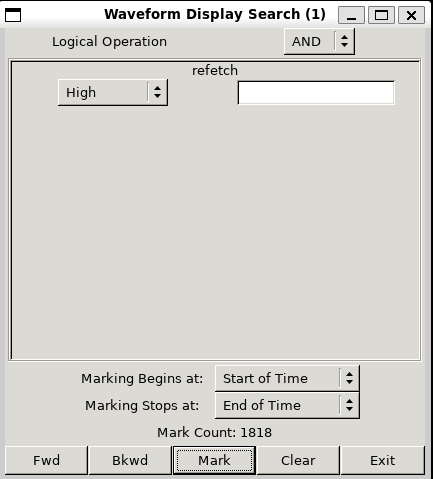 Waveform Display Search (1)
Logical Operation AND
refetch
High
Marking Begins at: Start of Time
Marking Stops at: End of Time
Mark Count: 1818
Fwd Bkwd Mark Clear Exit